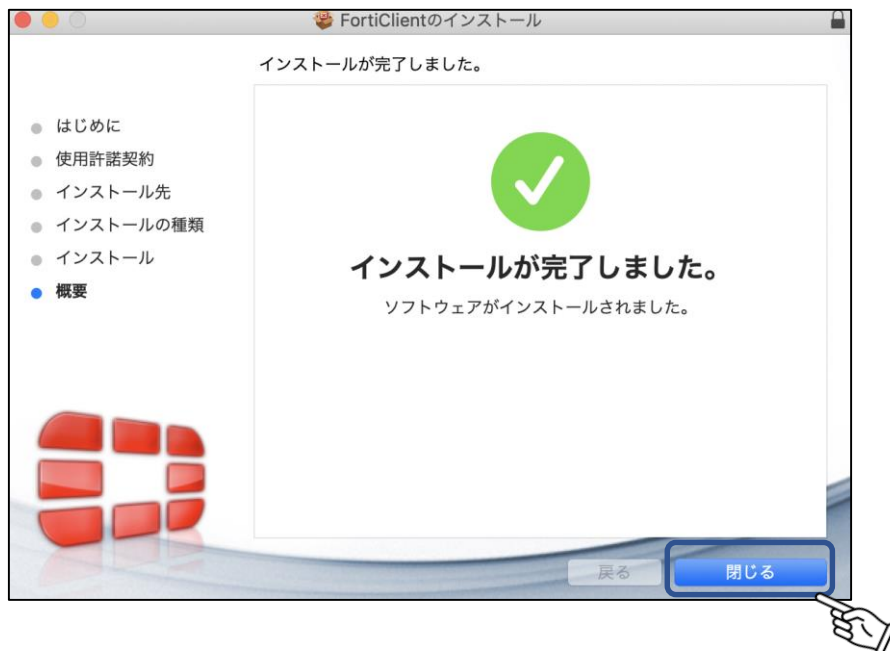 FortiClientのインストール
インストールが完了しました。
はじめに
使用許諾契約
インストール先
インストールの種類
インストール
概要
インストールが完了しました。
ソフトウェアがインストールされました。
戻る
閉じる